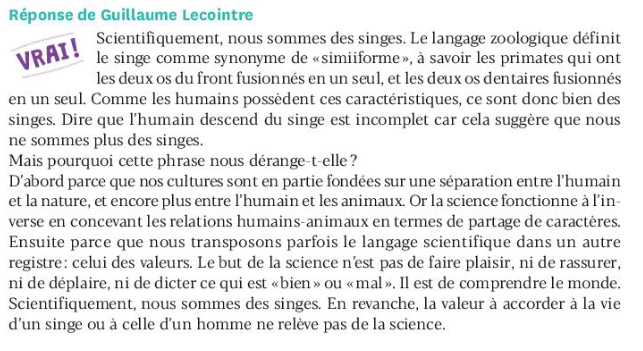 Réponse de Guillaume Lecointre
VRAI !
Scientifiquement, nous sommes des singes. Le langage zoologique définit
le singe comme synonyme de « simiiforme », à savoir les primates qui ont
les deux os du front fusionnés en un seul, et les deux os dentaires fusionnés
en un seul. Comme les humains possèdent ces caractéristiques, ce sont donc bien des
singes. Dire que l’humain descend du singe est incomplet car cela suggère que nous
ne sommes plus des singes.
Mais pourquoi cette phrase nous dérange-t-elle ?
D’abord parce que nos cultures sont en partie fondées sur une séparation entre l’humain
et la nature, et encore plus entre l’humain et les animaux. Or la science fonctionne à l’in-
verse en concevant les relations humains-animaux en termes de partage de caractères.
Ensuite parce que nous transposons parfois le langage scientifique dans un autre
registre : celui des valeurs. Le but de la science n’est pas de faire plaisir, ni de rassurer,
ni de déplaire, ni de dicter ce qui est « bien » ou « mal ». Il est de comprendre le monde.
Scientifiquement, nous sommes des singes. En revanche, la valeur à accorder à la vie
d’un singe ou à celle d’un homme ne relève pas de la science.